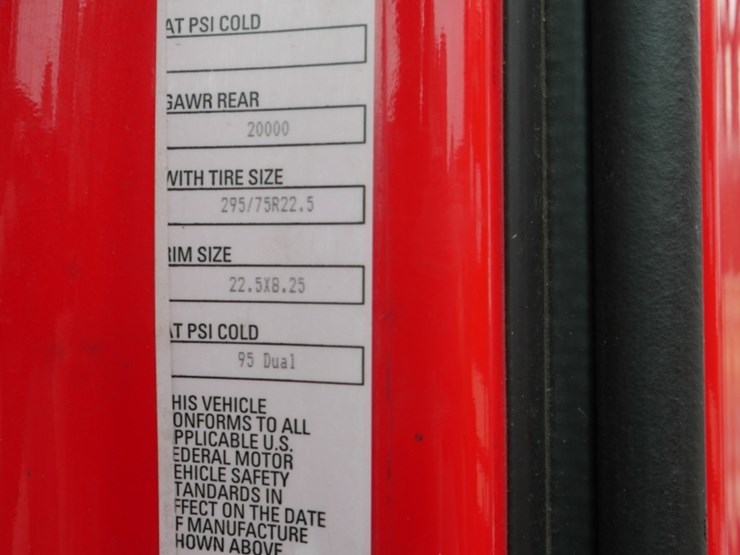 AT PSI COLD
GAWR REAR
20000
WITH TIRE SIZE
295/75R22.5
RIM SIZE
22.5X8.25
AT PSI COLD
95 Dual
HIS VEHICLE
ONFORMS TO ALL
PPLICABLE U.S.
EDERAL MOTOR
EHICLE SAFETY
TANDARDS IN
FFECT ON THE DATE
F MANUFACTURE
HOWN ABOVE